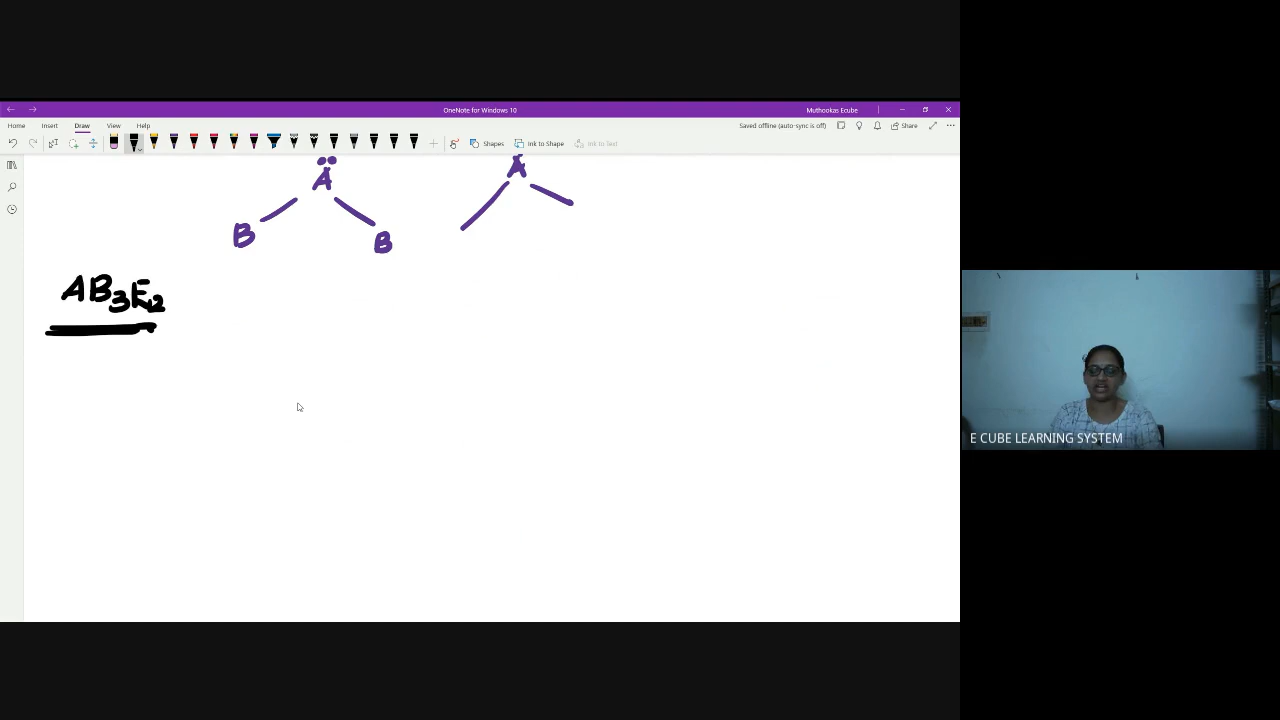 OneNote for Windows 10
Muthookas Ecube
Home Insert Draw View Help
Saved offline (auto-sync is off)
Share
Shapes
Ink to Shape
Ink to Text
A A
B B
AB₃E₂
E CUBE LEARNING SYSTEM